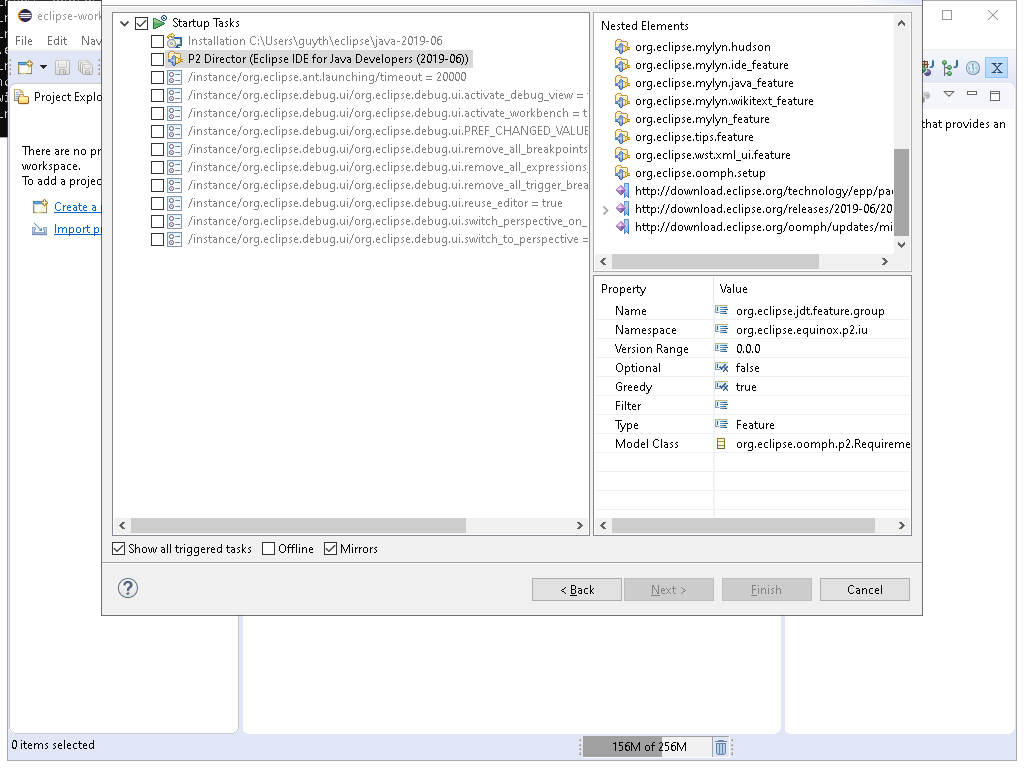 eclipse-work
File Edit Nav
Project Explo
There are no pr
workspace.
To add a projec
Create a
Import pr
Startup Tasks
Installation C:\Users\guyth\eclipse\java-2019-06
P2 Director (Eclipse IDE for Java Developers (2019-06))
/instance/org.eclipse.ant.launching/timeout = 20000
/instance/org.eclipse.debug.ui/org.eclipse.debug.ui.activate_debug_view =
/instance/org.eclipse.debug.ui/org.eclipse.debug.ui.activate_workbench = t
/instance/org.eclipse.debug.ui/org.eclipse.debug.ui.PREF_CHANGED_VALUE
/instance/org.eclipse.debug.ui/org.eclipse.debug.ui.remove_all_breakpoints
/instance/org.eclipse.debug.ui/org.eclipse.debug.ui.remove_all_expressions
/instance/org.eclipse.debug.ui/org.eclipse.debug.ui.remove_all_trigger_brea
/instance/org.eclipse.debug.ui/org.eclipse.debug.ui.reuse_editor = true
/instance/org.eclipse.debug.ui/org.eclipse.debug.ui.switch_perspective_on_
/instance/org.eclipse.debug.ui/org.eclipse.debug.ui.switch_to_perspective =
Nested Elements
org.eclipse.mylyn.hudson
org.eclipse.mylyn.ide_feature
org.eclipse.mylyn.java_feature
org.eclipse.mylyn.wikitext_feature
org.eclipse.mylyn_feature
org.eclipse.tips.feature
org.eclipse.wst.xml_ui.feature
org.eclipse.oomph.setup
http://download.eclipse.org/technology/epp/pac
http://download.eclipse.org/releases/2019-06/20
http://download.eclipse.org/oomph/updates/mi
Property Value
Name org.eclipse.jdt.feature.group
Namespace org.eclipse.equinox.p2.iu
Version Range 0.0.0
Optional false
Greedy true
Filter
Type Feature
Model Class org.eclipse.oomph.p2.Requireme
that provides an
Show all triggered tasks Offline Mirrors
< Back Next > Finish Cancel
0 items selected
156M of 256M